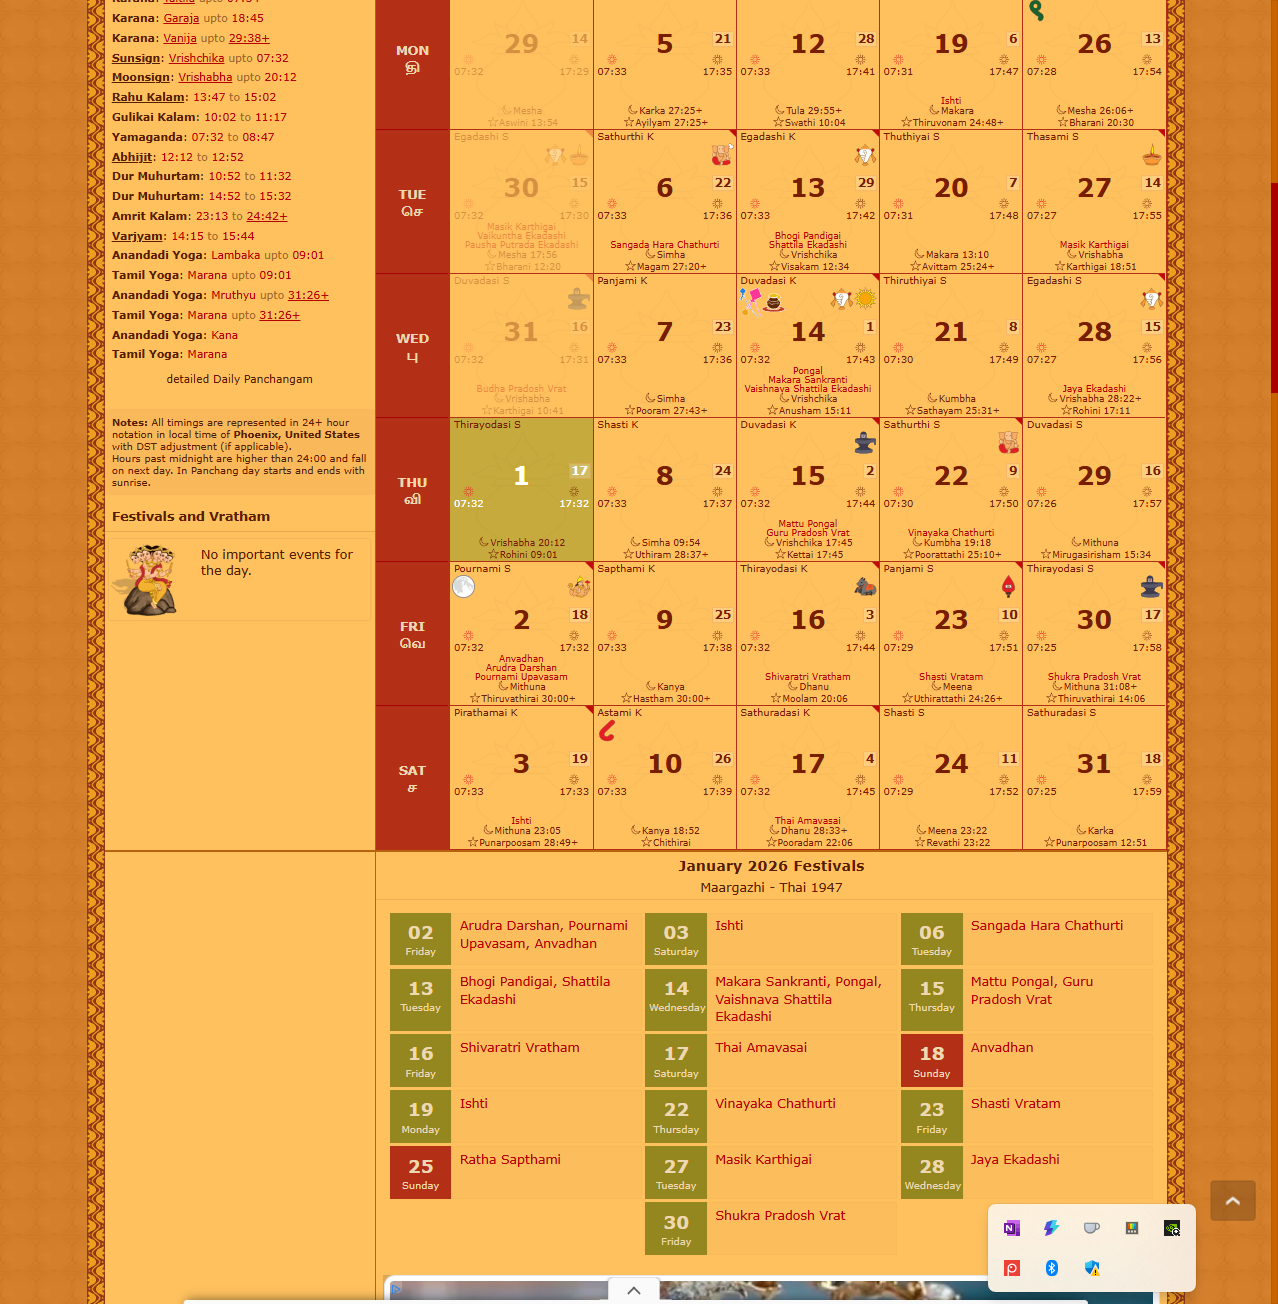 Karana: Garaja upto 18:45
Karana: Vanija upto 29:38+
Sunsign: Vrishchika upto 07:32
Moonsign: Vrishabha upto 20:12
Rahu Kalam: 13:47 to 15:02
Gulikai Kalam: 10:02 to 11:17
Yamaganda: 07:32 to 08:47
Abhijit: 12:12 to 12:52
Dur Muhurtam: 10:52 to 11:32
Dur Muhurtam: 14:52 to 15:32
Amrit Kalam: 23:13 to 24:42+
Varjyam: 14:15 to 15:44
Anandadi Yoga: Lambaka upto 09:01
Tamil Yoga: Marana upto 09:01
Anandadi Yoga: Mruthyu upto 31:26+
Tamil Yoga: Marana upto 31:26+
Anandadi Yoga: Kana
Tamil Yoga: Marana
detailed Daily Panchangam
Notes: All timings are represented in 24+ hour
notation in local time of Phoenix, United States
with DST adjustment (if applicable).
Hours past midnight are higher than 24:00 and fall
on next day. In Panchang day starts and ends with
sunrise.
Festivals and Vratham
No important events for
the day.
MON
தி
29 14
07:32 17:29
Mesha
Aswini 13:54
5 21
07:33 17:35
Karka 27:25+
Ayilyam 27:25+
12 28
07:33 17:41
Tula 29:55+
Swathi 10:04
19 6
07:31 17:47
Ishti
Makara
Thiruvonam 24:48+
26 13
07:28 17:54
Mesha 26:06+
Bharani 20:30
TUE
செ
Egadashi S
30 15
07:32 17:30
Masik Karthigai
Vaikuntha Ekadashi
Pausha Putrada Ekadashi
Mesha 17:56
Bharani 12:20
Sathurthi K
6 22
07:33 17:36
Sangada Hara Chathurti
Simha
Magam 27:20+
Egadashi K
13 29
07:33 17:42
Bhogi Pandigai
Shattila Ekadashi
Vrishchika
Visakam 12:34
Thuthiyai S
20 7
07:31 17:48
Makara 13:10
Avittam 25:24+
Thasami S
27 14
07:27 17:55
Masik Karthigai
Vrishabha
Karthigai 18:51
WED
பு
Duvadasi S
31 16
07:32 17:31
Budha Pradosh Vrat
Vrishabha
Karthigai 10:41
Panjami K
7 23
07:33 17:36
Simha
Pooram 27:43+
Duvadasi K
14 1
07:32 17:43
Pongal
Makara Sankranti
Vaishnava Shattila Ekadashi
Vrishchika
Anusham 15:11
Thiruthiyai S
21 8
07:30 17:49
Kumbha
Sathayam 25:31+
Egadashi S
28 15
07:27 17:56
Jaya Ekadashi
Vrishabha 28:22+
Rohini 17:11
THU
வி
Thirayodasi S
1 17
07:32 17:32
Vrishabha 20:12
Rohini 09:01
Shasti K
8 24
07:33 17:37
Simha 09:54
Uthiram 28:37+
Duvadasi K
15 2
07:32 17:44
Mattu Pongal
Guru Pradosh Vrat
Vrishchika 17:45
Kettai 17:45
Sathurthi S
22 9
07:30 17:50
Vinayaka Chathurti
Kumbha 19:18
Poorattathi 25:10+
Duvadasi S
29 16
07:26 17:57
Mithuna
Mirugasirisham 15:34
FRI
வெ
Pournami S
2 18
07:32 17:32
Anvadhan
Arudra Darshan
Pournami Upavasam
Mithuna
Thiruvathirai 30:00+
Sapthami K
9 25
07:33 17:38
Kanya
Hastham 30:00+
Thirayodasi K
16 3
07:32 17:44
Shivaratri Vratham
Dhanu
Moolam 20:06
Panjami S
23 10
07:29 17:51
Shasti Vratam
Meena
Uthirattathi 24:26+
Thirayodasi S
30 17
07:25 17:58
Shukra Pradosh Vrat
Mithuna 31:08+
Thiruvathirai 14:06
SAT
ச
Pirathamai K
3 19
07:33 17:33
Ishti
Mithuna 23:05
Punarpoosam 28:49+
Astami K
10 26
07:33 17:39
Kanya 18:52
Chithirai
Sathuradasi K
17 4
07:32 17:45
Thai Amavasai
Dhanu 28:33+
Pooradam 22:06
Shasti S
24 11
07:29 17:52
Meena 23:22
Revathi 23:22
Sathuradasi S
31 18
07:25 17:59
Karka
Punarpoosam 12:51
January 2026 Festivals
Maargazhi - Thai 1947
02 Friday
Arudra Darshan, Pournami
Upavasam, Anvadhan
03 Saturday
Ishti
06 Tuesday
Sangada Hara Chathurti
13 Tuesday
Bhogi Pandigai, Shattila
Ekadashi
14 Wednesday
Makara Sankranti, Pongal,
Vaishnava Shattila
Ekadashi
15 Thursday
Mattu Pongal, Guru
Pradosh Vrat
16 Friday
Shivaratri Vratham
17 Saturday
Thai Amavasai
18 Sunday
Anvadhan
19 Monday
Ishti
22 Thursday
Vinayaka Chathurti
23 Friday
Shasti Vratam
25 Sunday
Ratha Sapthami
27 Tuesday
Masik Karthigai
28 Wednesday
Jaya Ekadashi
30 Friday
Shukra Pradosh Vrat